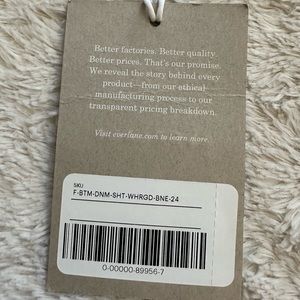 Better factories. Better quality.
Better prices. That's our promise.
We reveal the story behind every
product—from our ethical
manufacturing process to our
transparent pricing breakdown.
Visit everlane.com to learn more.
SKU
F-BTM-DNM-SHT-WHRGD-BNE-24
0-00000-89956-7